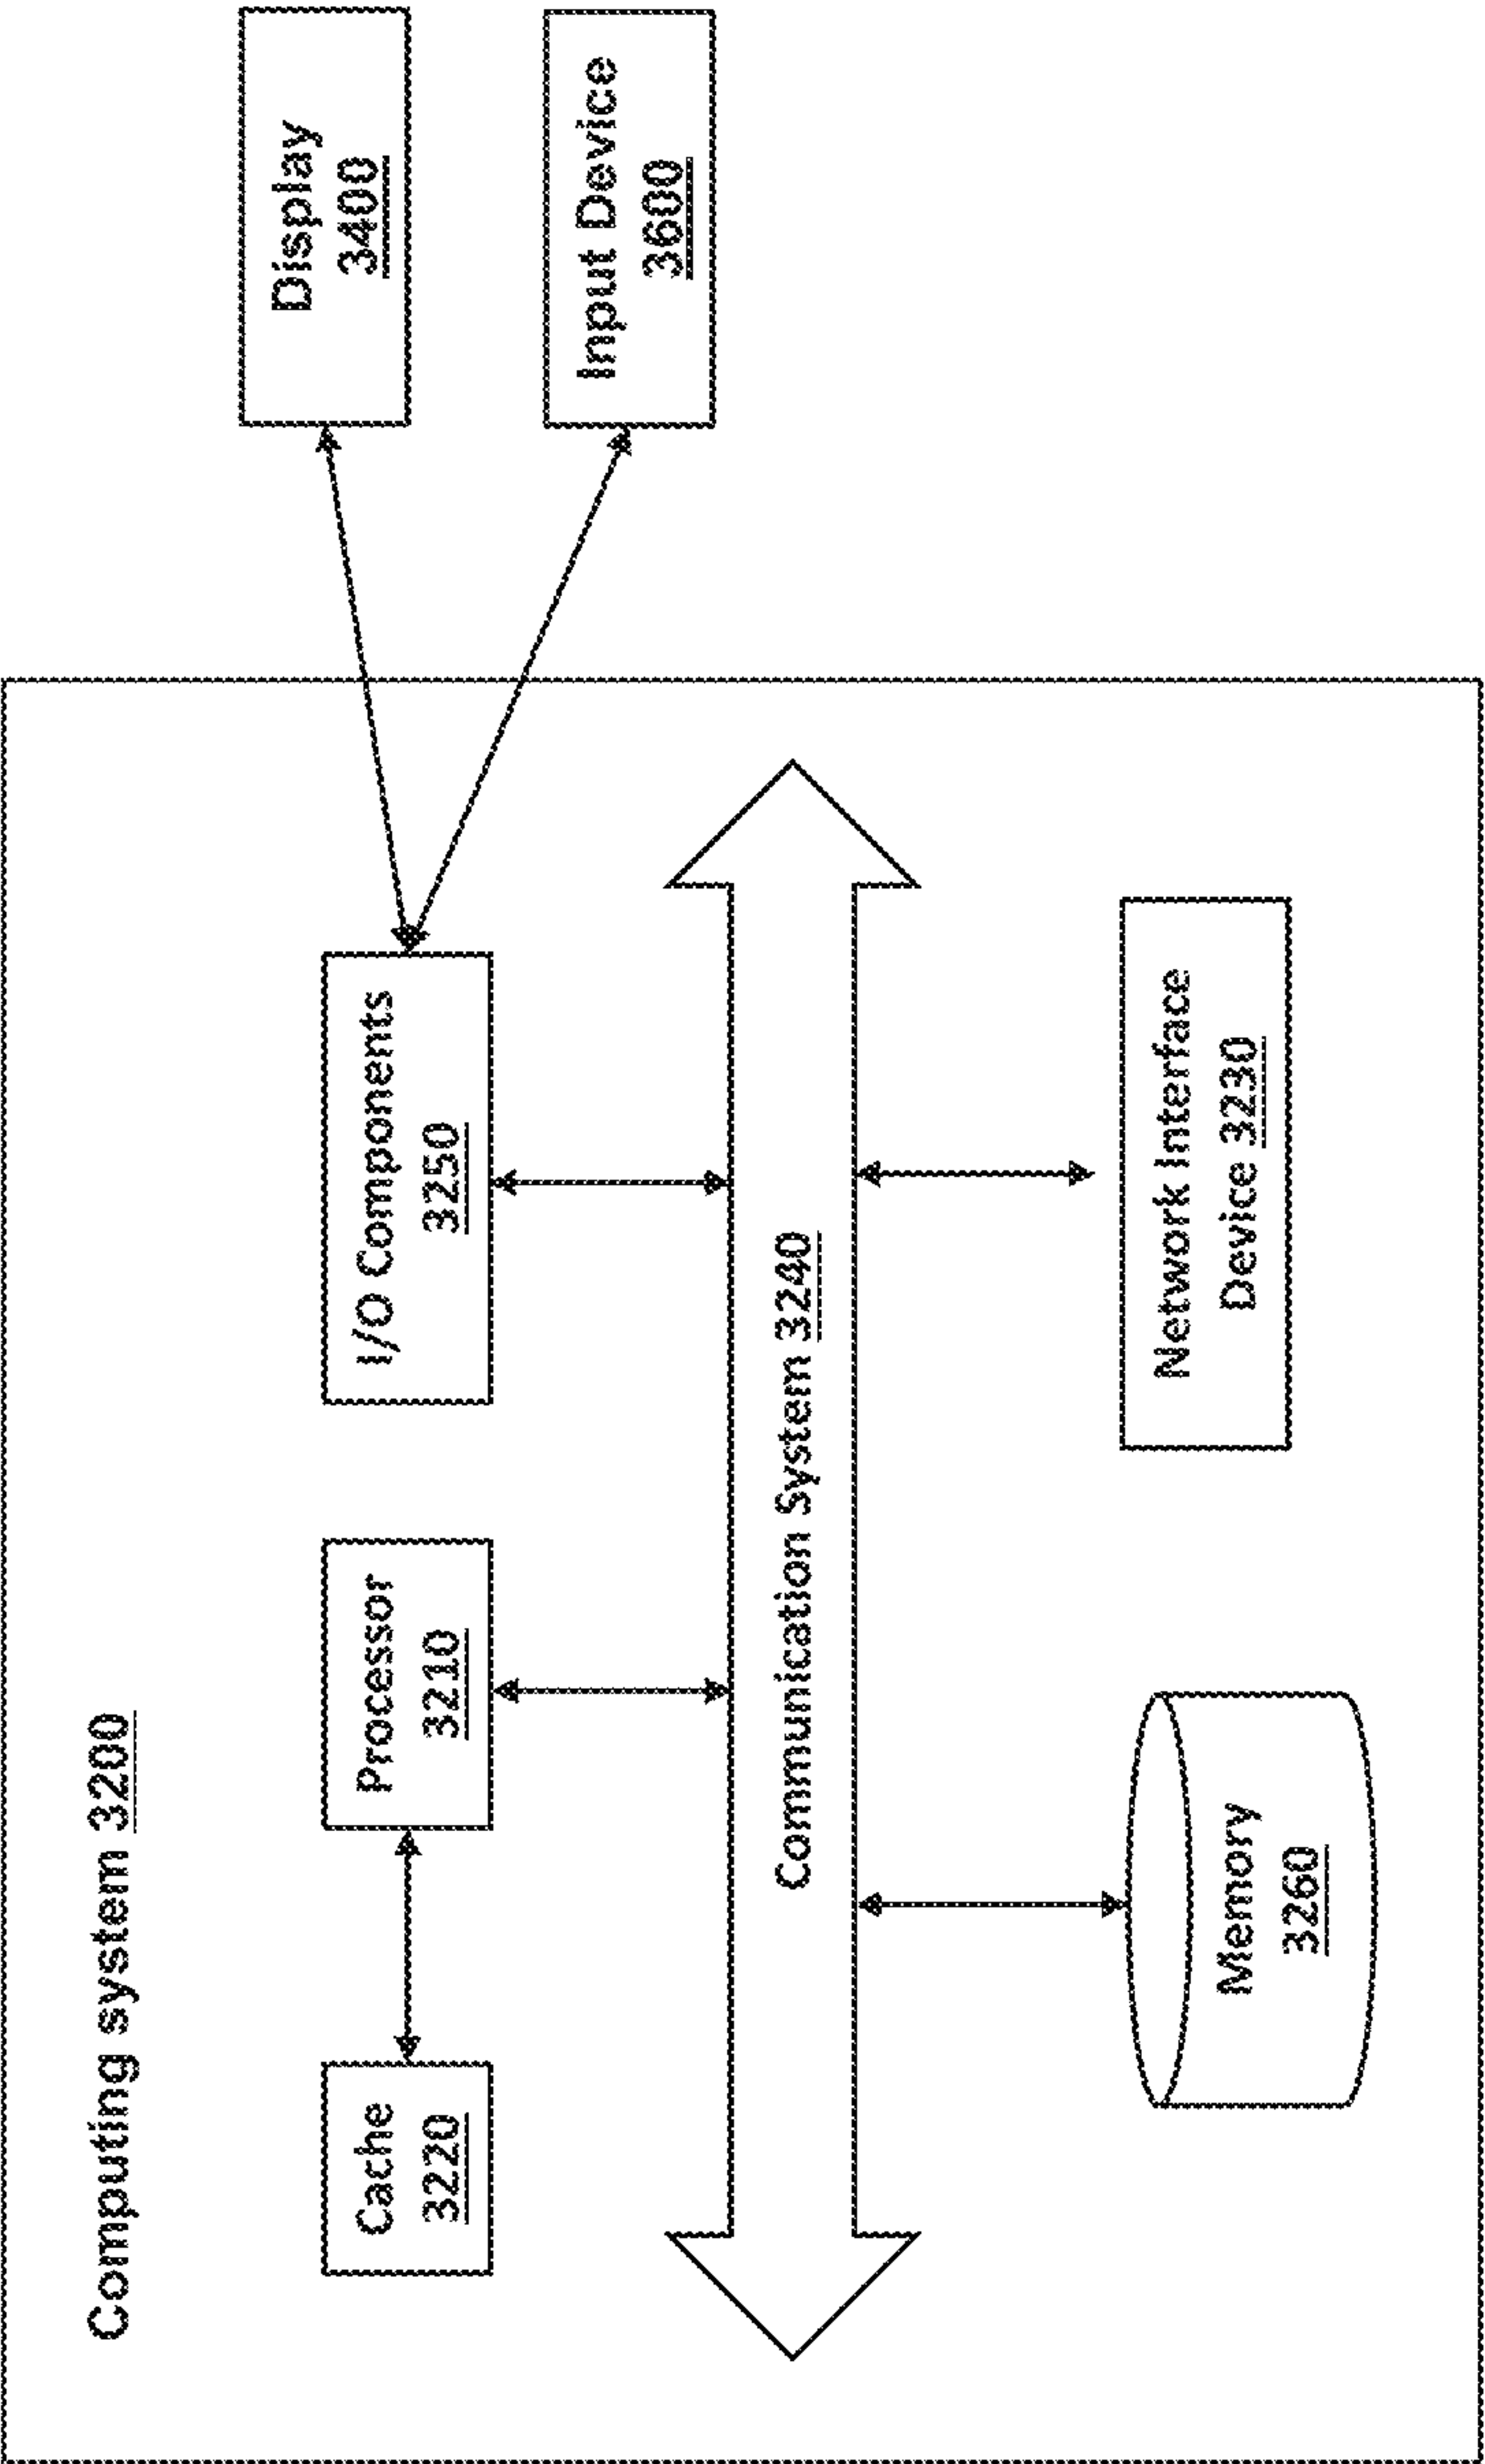 Computing system 3200
Cache
3220
Processor
3210
I/O Components
3250
Display
3400
Input Device
3600
Communication System 3240
Memory
3260
Network Interface
Device 3230